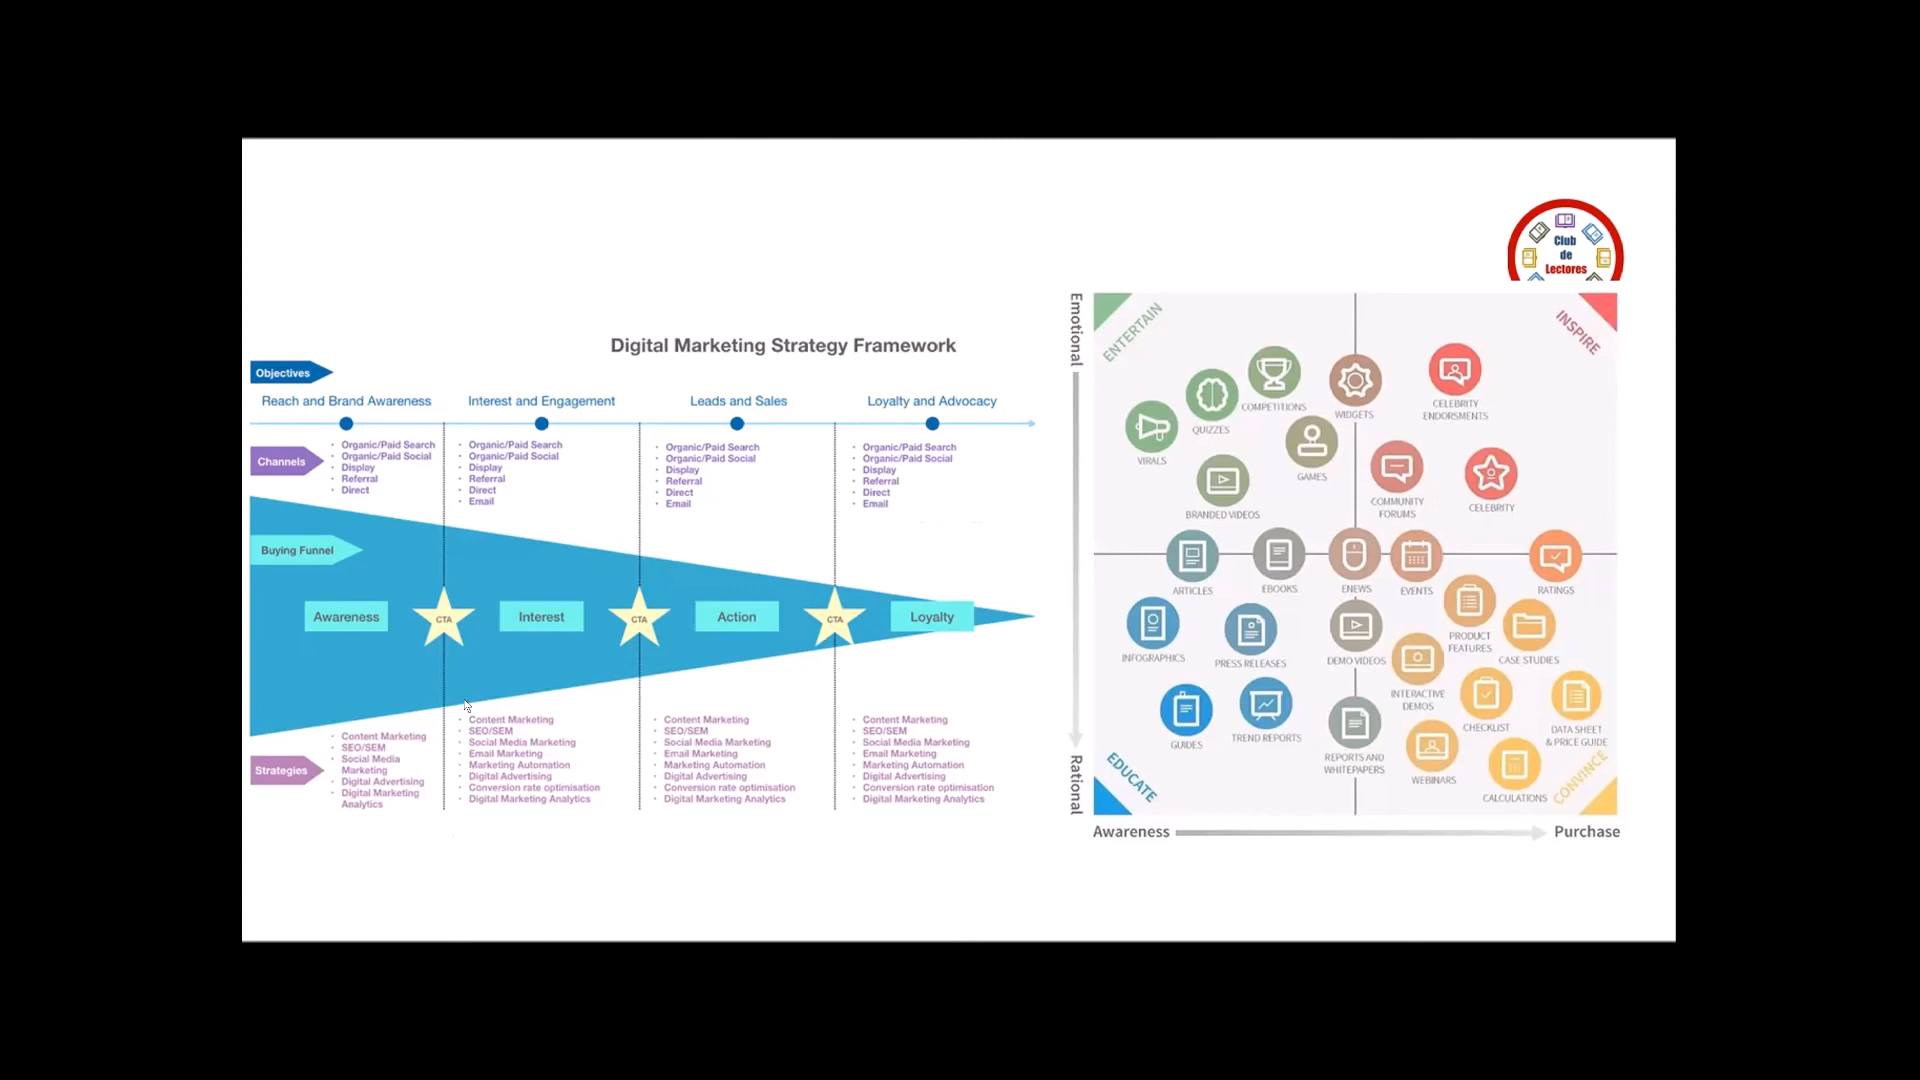 Club
de
Lectores
Digital Marketing Strategy Framework
Objectives
Reach and Brand Awareness
Interest and Engagement
Leads and Sales
Loyalty and Advocacy
Channels
Organic/Paid Search
Organic/Paid Social
Display
Referral
Direct
Organic/Paid Search
Organic/Paid Social
Display
Referral
Direct
Email
Organic/Paid Search
Organic/Paid Social
Display
Referral
Direct
Email
Organic/Paid Search
Organic/Paid Social
Display
Referral
Direct
Email
Buying Funnel
Awareness
CTA
Interest
CTA
Action
CTA
Loyalty
Strategies
Content Marketing
SEO/SEM
Social Media
Marketing
Digital Advertising
Digital Marketing
Analytics
Content Marketing
SEO/SEM
Social Media Marketing
Email Marketing
Marketing Automation
Digital Advertising
Conversion rate optimisation
Digital Marketing Analytics
Content Marketing
SEO/SEM
Social Media Marketing
Email Marketing
Marketing Automation
Digital Advertising
Conversion rate optimisation
Digital Marketing Analytics
Content Marketing
SEO/SEM
Social Media Marketing
Email Marketing
Marketing Automation
Digital Advertising
Conversion rate optimisation
Digital Marketing Analytics
Emotional
Rational
ENTERTAIN
INSPIRE
COMPETITIONS
WIDGETS
CELEBRITY
ENDORSMENTS
QUIZZES
VIRALS
GAMES
BRANDED VIDEOS
COMMUNITY
FORUMS
CELEBRITY
ARTICLES
EBOOKS
ENEWS
EVENTS
RATINGS
INFOGRAPHICS
PRESS RELEASES
DEMO VIDEOS
PRODUCT
FEATURES
CASE STUDIES
INTERACTIVE
DEMOS
CHECKLIST
DATA SHEET
& PRICE GUIDE
GUIDES
TREND REPORTS
REPORTS AND
WHITEPAPERS
WEBINARS
CALCULATIONS
EDUCATE
CONVINCE
Awareness
Purchase